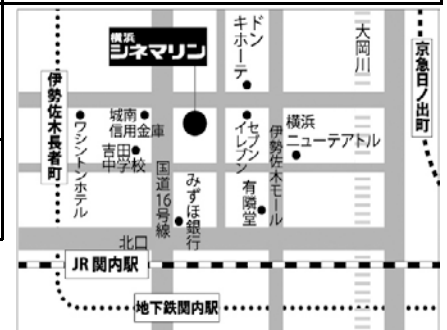 横浜
シネマリン
ドン
キホーテ
大岡川
京急日ノ出町
伊勢佐木長者町
ワシントンホテル
城南
信用金庫
吉田
中学校
国道16号線
みずほ銀行
セブン
イレブン
有隣堂
伊勢佐木モール
横浜
ニューテアトル
北口
JR関内駅
地下鉄関内駅